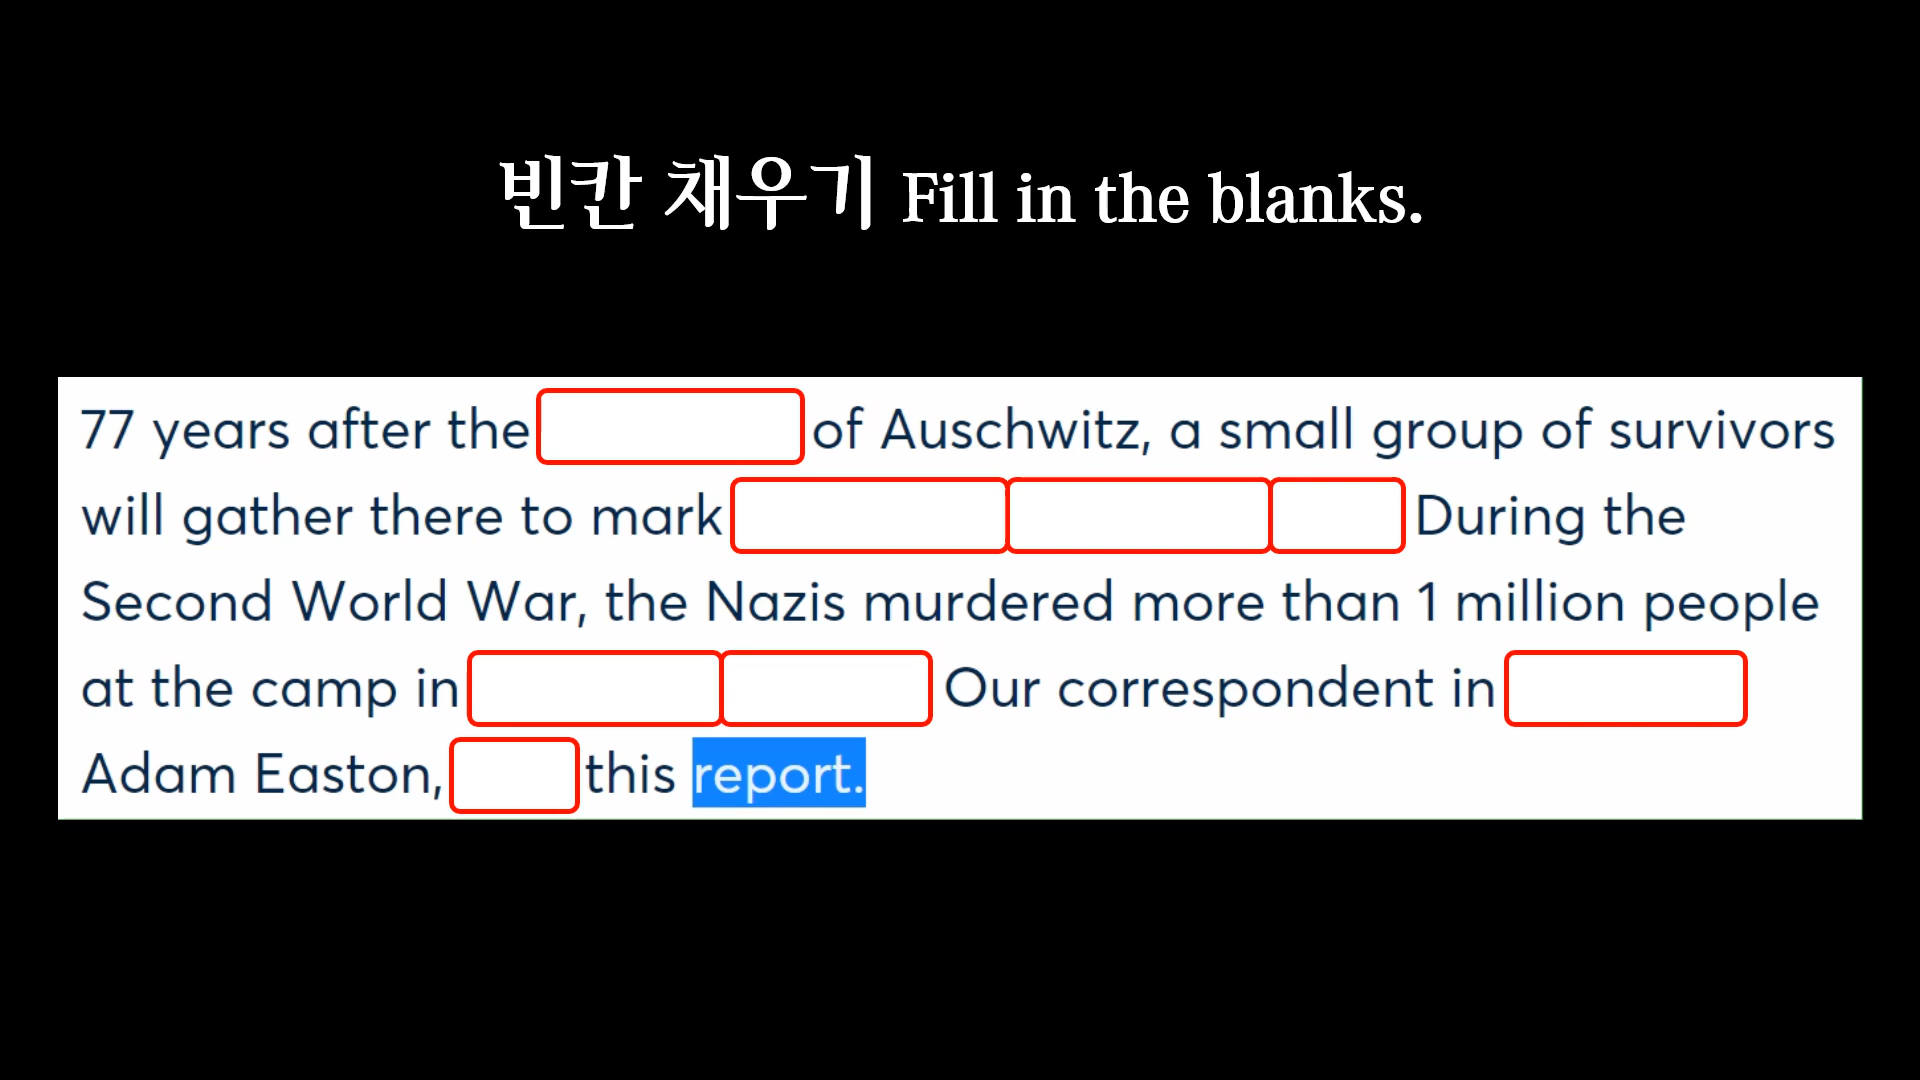 빈칸 채우기 Fill in the blanks.
77 years after the of Auschwitz, a small group of survivors
will gather there to mark During the
Second World War, the Nazis murdered more than 1 million people
at the camp in Our correspondent in
Adam Easton, this report.